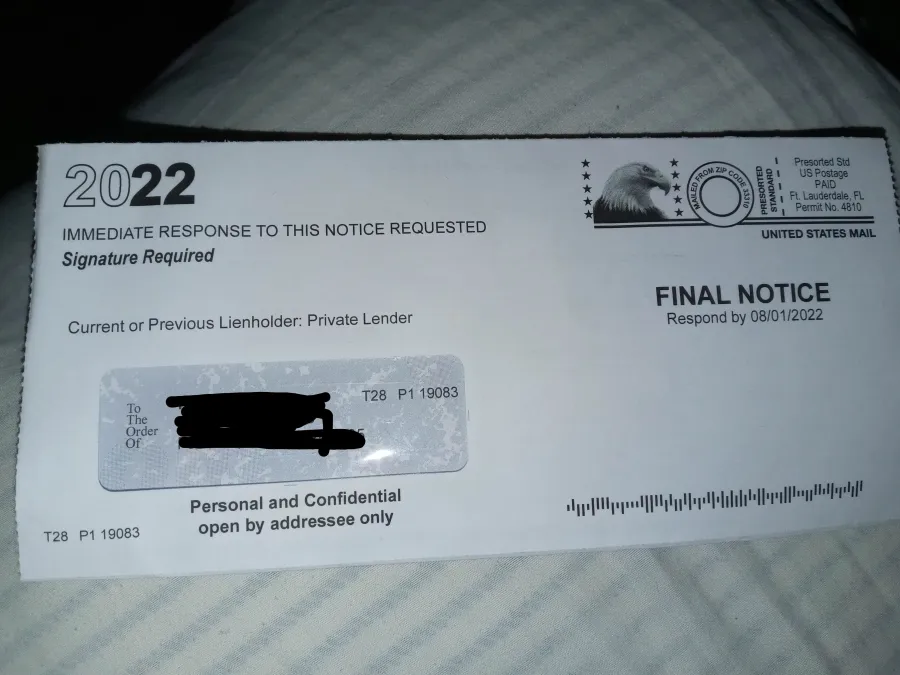 2022
IMMEDIATE RESPONSE TO THIS NOTICE REQUESTED
Signature Required
MAILED FROM ZIP CODE 33310
PRESORTED
STANDARD
Presorted Std
US Postage
PAID
Ft. Lauderdale, FL
Permit No. 4810
UNITED STATES MAIL
FINAL NOTICE
Respond by 08/01/2022
Current or Previous Lienholder: Private Lender
T28 P1 19083
To
The
Order
Of
Personal and Confidential
open by addressee only
T28 P1 19083